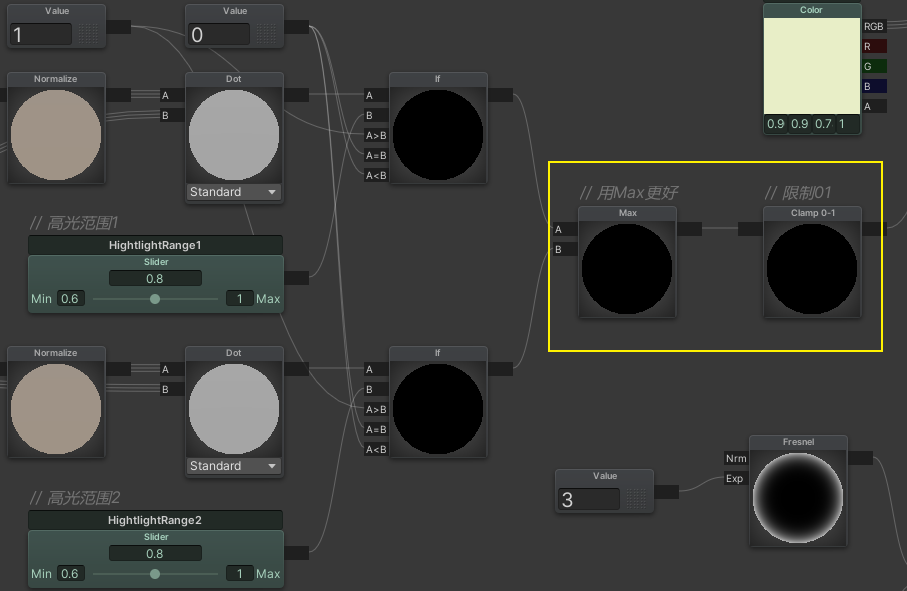 Value
1
Value
0
Color
RGB
R
G
B
A
0.9 0.9 0.7 1
Normalize
Dot
A
B
Standard
If
A
B
A>B
A=B
A<B
// 高光范围1
HightlightRange1
Slider
0.8
Min 0.6 1 Max
// 用Max更好
Max
A
B
// 限制01
Clamp 0-1
Normalize
Dot
A
B
Standard
If
A
B
A>B
A=B
A<B
// 高光范围2
HightlightRange2
Slider
0.8
Min 0.6 1 Max
Value
3
Fresnel
Nrm
Exp